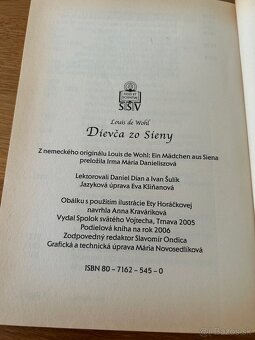 SSV
Louis de Wohl
Dievča zo Sieny
Z nemeckého originálu Louis de Wohl: Ein Mädchen aus Siena
preložila Irma Mária Danieliszová
Lektorovali Daniel Dian a Ivan Šulík
Jazyková úprava Eva Kliňanová
Obálku s použitím ilustrácie Ety Horáčkovej
navrhla Anna Kraváriková
Vydal Spolok svätého Vojtecha, Trnava 2005
Podielová kniha na rok 2006
Zodpovedný redaktor Slavomír Ondica
Grafická a technická úprava Mária Novosedlíková
ISBN 80 – 7162 – 545 – 0